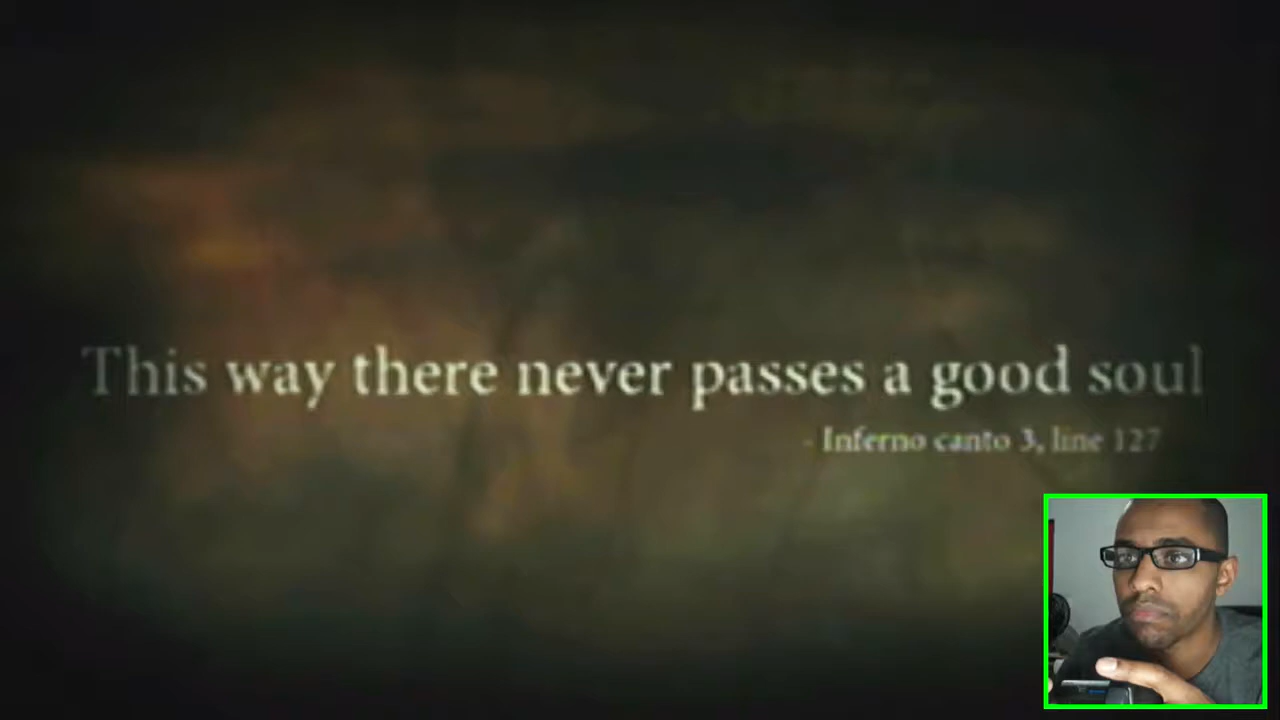 This way there never passes a good soul
- Inferno canto 3, line 127